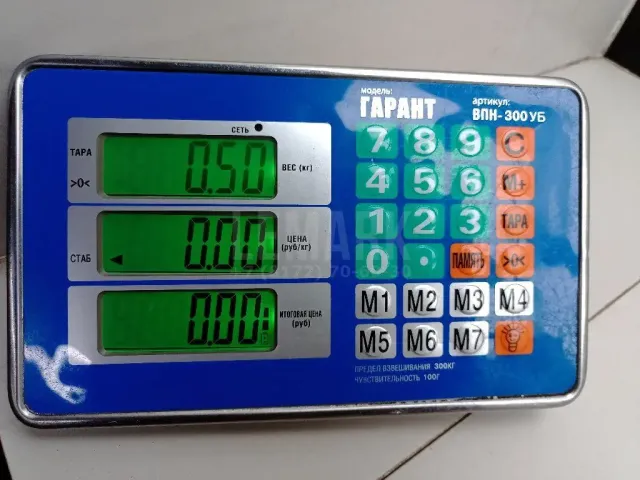 модель:
ГАРАНТ
артикул:
ВПН-300УБ
СЕТЬ
ТАРА
>0<
0.50
ВЕС (кг)
СТАБ
0.00
ЦЕНА
(руб/кг)
0.00
ИТОГОВАЯ ЦЕНА
(руб)
7 8 9 C
4 5 6 M+
1 2 3 ТАРА
0 . ПАМЯТЬ >0<
M1 M2 M3 M4
M5 M6 M7
ПРЕДЕЛ ВЗВЕШИВАНИЯ 300КГ
ЧУВСТВИТЕЛЬНОСТЬ 100Г